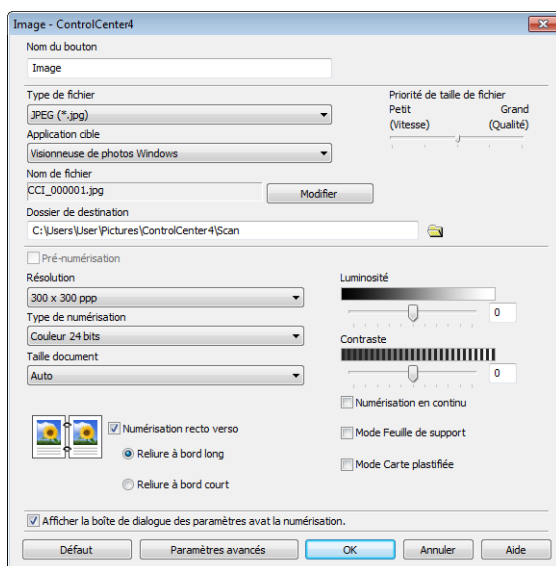 Image - ControlCenter4
Nom du bouton
Image
Type de fichier
JPEG (*.jpg)
Priorité de taille de fichier
Petit Grand
(Vitesse) (Qualité)
Application cible
Visionneuse de photos Windows
Nom de fichier
CCI_000001.jpg
Modifier
Dossier de destination
C:\Users\User\Pictures\ControlCenter4\Scan
Pré-numérisation
Résolution
300 x 300 ppp
Type de numérisation
Couleur 24 bits
Taille document
Auto
Luminosité
0
Contraste
0
Numérisation en continu
Mode Feuille de support
Mode Carte plastifiée
Numérisation recto verso
Reliure à bord long
Reliure à bord court
Afficher la boîte de dialogue des paramètres avat la numérisation.
Défaut Paramètres avancés OK Annuler Aide